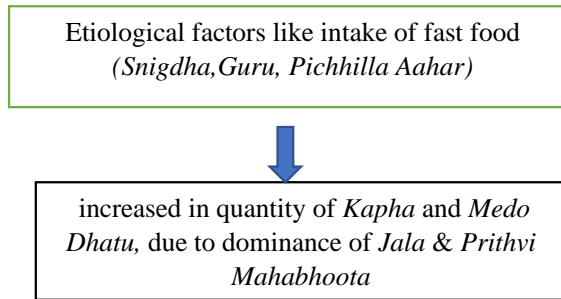 Etiological factors like intake of fast food
(Snigdha,Guru, Pichhilla Aahar)
increased in quantity of Kapha and Medo
Dhatu, due to dominance of Jala & Prithvi
Mahabhoota